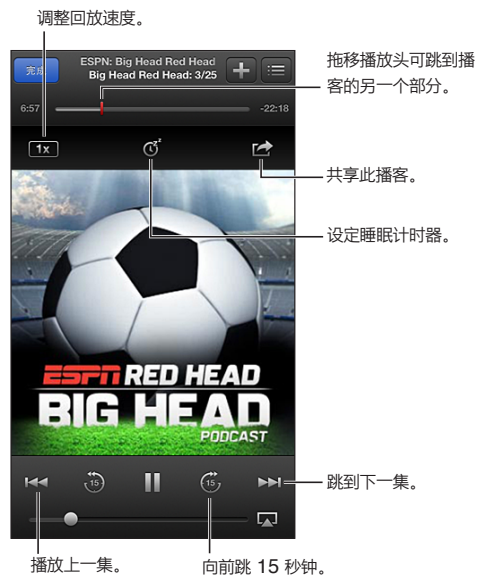 调整回放速度。
拖移播放头可跳到播
客的另一个部分。
完成
ESPN: Big Head Red Head
Big Head Red Head: 3/25
6:57
-22:18
1x
共享此播客。
设定睡眠计时器。
ESPN RED HEAD
BIG HEAD
PODCAST
15
15
跳到下一集。
播放上一集。
向前跳 15 秒钟。